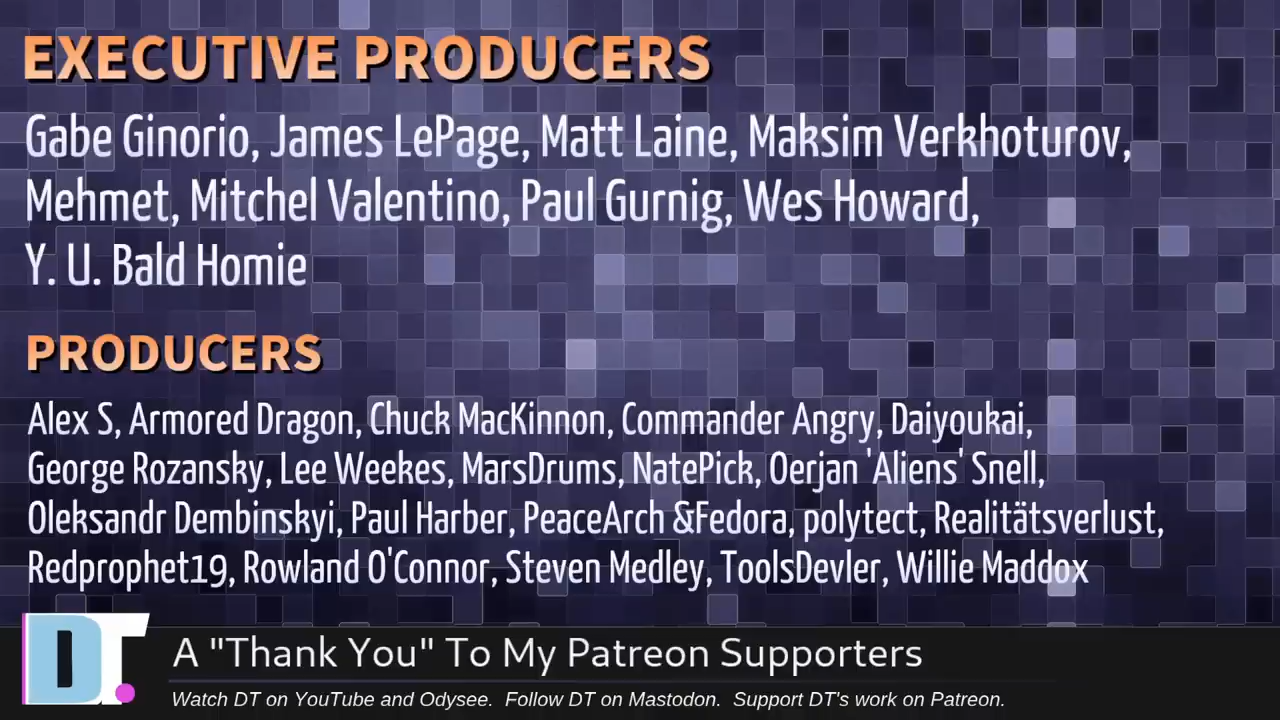 EXECUTIVE PRODUCERS
Gabe Ginorio, James LePage, Matt Laine, Maksim Verkhoturov,
Mehmet, Mitchel Valentino, Paul Gurnig, Wes Howard,
Y. U. Bald Homie
PRODUCERS
Alex S, Armored Dragon, Chuck MacKinnon, Commander Angry, Daiyoukai,
George Rozansky, Lee Weekes, MarsDrums, NatePick, Oerjan 'Aliens' Snell,
Oleksandr Dembinskyi, Paul Harber, PeaceArch &Fedora, polytect, Realitätsverlust,
Redprophet19, Rowland O'Connor, Steven Medley, ToolsDevler, Willie Maddox
DT.
A "Thank You" To My Patreon Supporters
Watch DT on YouTube and Odysee. Follow DT on Mastodon. Support DT's work on Patreon.